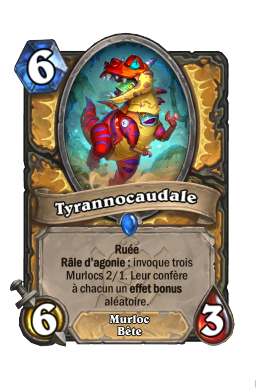 6
Tyrannocaudale
Ruée
Râle d'agonie : invoque trois
Murlocs 2/1. Leur confère
à chacun un effet bonus
aléatoire.
6
Murloc
Bête
3